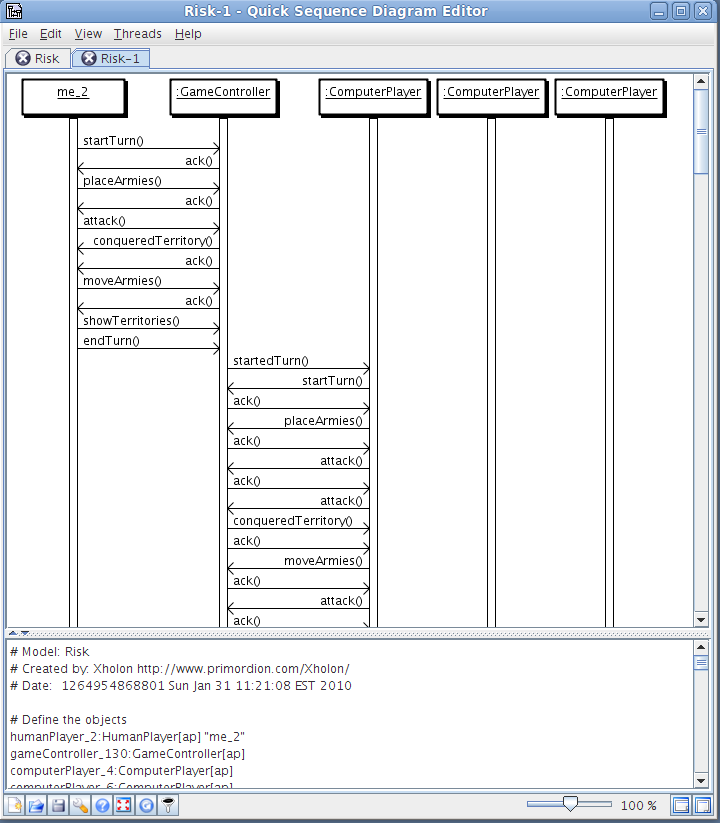 Risk-1 - Quick Sequence Diagram Editor
File Edit View Threads Help
Risk Risk-1
me_2 :GameController :ComputerPlayer :ComputerPlayer :ComputerPlayer
startTurn()
ack()
placeArmies()
ack()
attack()
conqueredTerritory()
ack()
moveArmies()
ack()
showTerritories()
endTurn()
startedTurn()
startTurn()
ack()
placeArmies()
ack()
attack()
ack()
attack()
conqueredTerritory()
ack()
moveArmies()
ack()
attack()
ack()
# Model: Risk
# Created by: Xholon http://www.primordion.com/Xholon/
# Date: 1264954868801 Sun Jan 31 11:21:08 EST 2010
# Define the objects
humanPlayer_2:HumanPlayer[ap] "me_2"
gameController_130:GameController[ap]
computerPlayer_4:ComputerPlayer[ap]
computerPlayer_6:ComputerPlayer[ap]
100 %